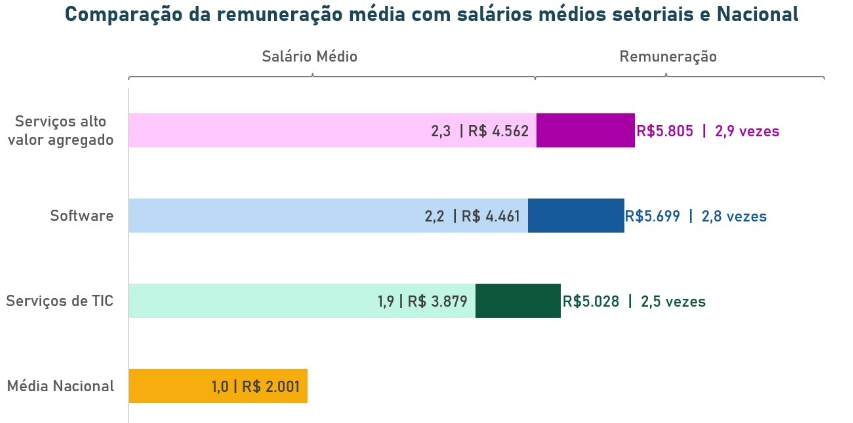 Comparação da remuneração média com salários médios setoriais e Nacional
Salário Médio
Remuneração
Serviços alto
valor agregado
2,3 | R$ 4.562
R$5.805 | 2,9 vezes
Software
2,2 | R$ 4.461
R$5.699 | 2,8 vezes
Serviços de TIC
1,9 | R$ 3.879
R$5.028 | 2,5 vezes
Média Nacional
1,0 | R$ 2.001